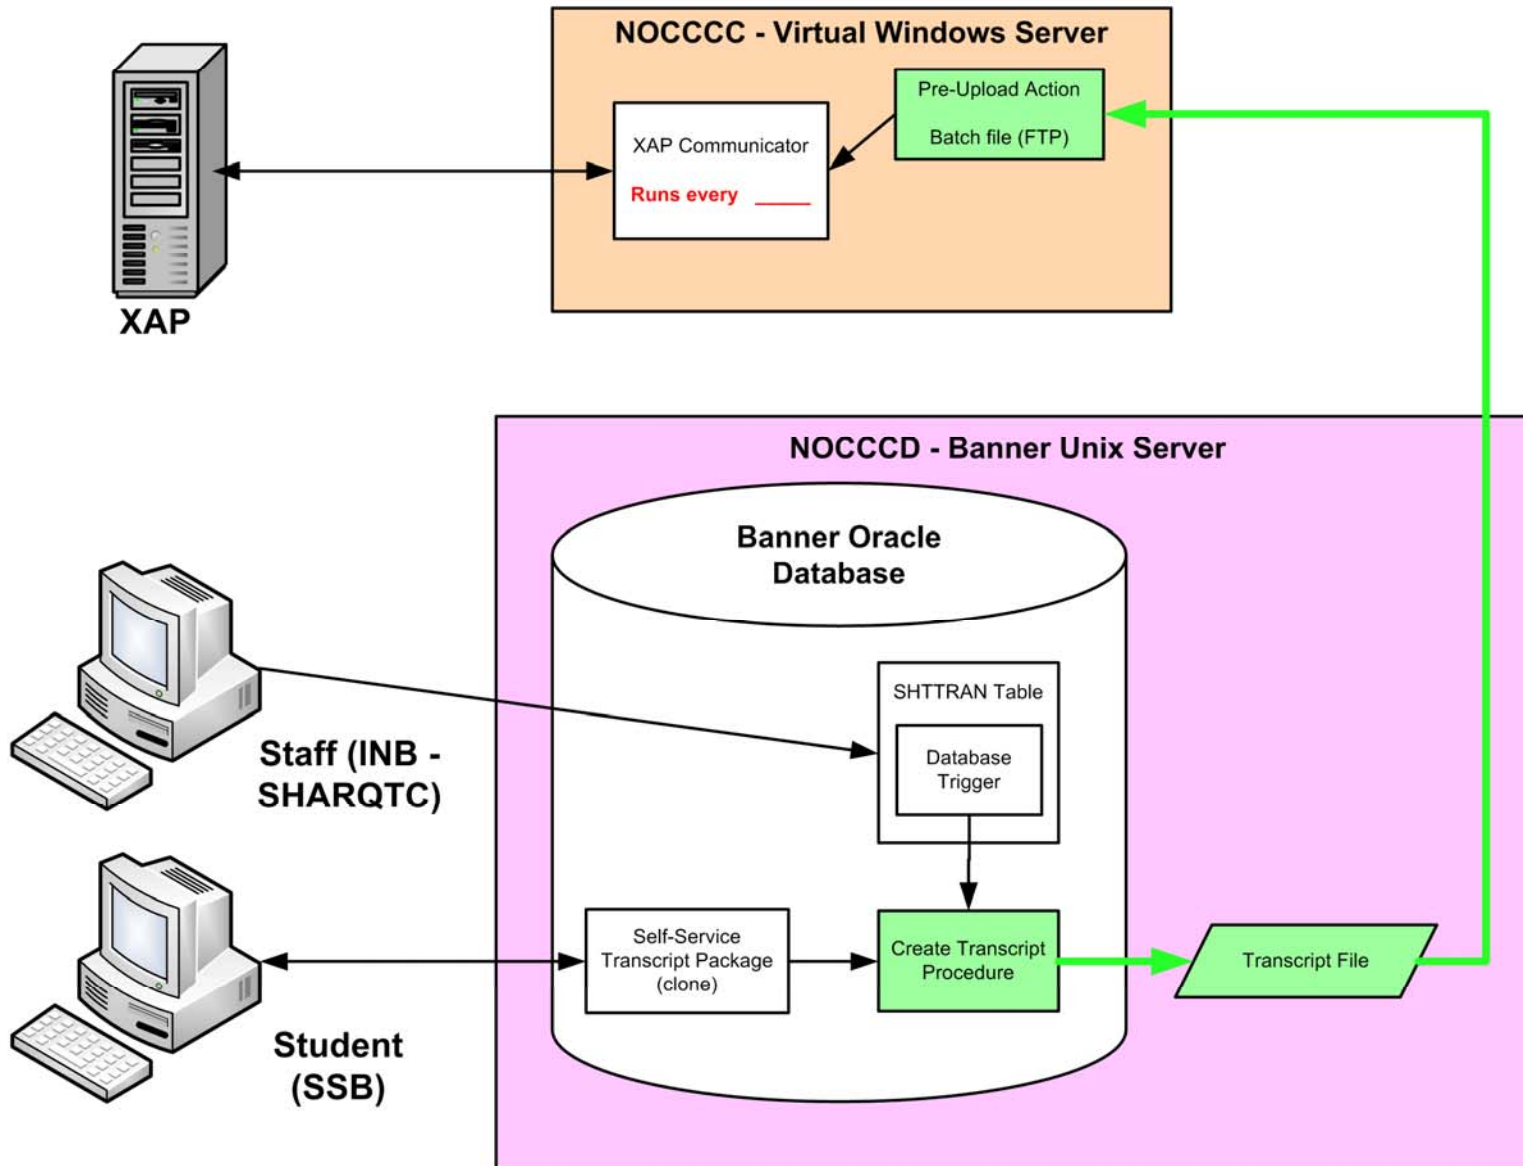 NOCCCC - Virtual Windows Server
Pre-Upload Action
Batch file (FTP)
XAP Communicator
Runs every _____
XAP
NOCCCD - Banner Unix Server
Banner Oracle
Database
SHTTRAN Table
Database
Trigger
Staff (INB -
SHARQTC)
Self-Service
Transcript Package
(clone)
Create Transcript
Procedure
Transcript File
Student
(SSB)